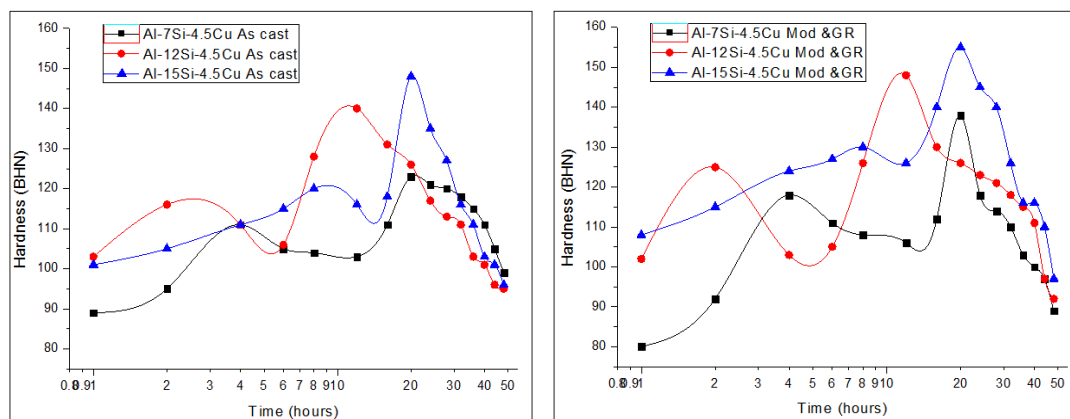 Al-7Si-4.5Cu As cast
Al-12Si-4.5Cu As cast
Al-15Si-4.5Cu As cast
160
150
140
130
120
110
100
90
80
Hardness (BHN)
0.8 0.91 2 3 4 5 6 7 8 910 20 30 40 50
Time (hours)
Al-7Si-4.5Cu Mod &GR
Al-12Si-4.5Cu Mod &GR
Al-15Si-4.5Cu Mod &GR
160
150
140
130
120
110
100
90
80
Hardness (BHN)
0.8 0.91 2 3 4 5 6 7 8 910 20 30 40 50
Time (hours)